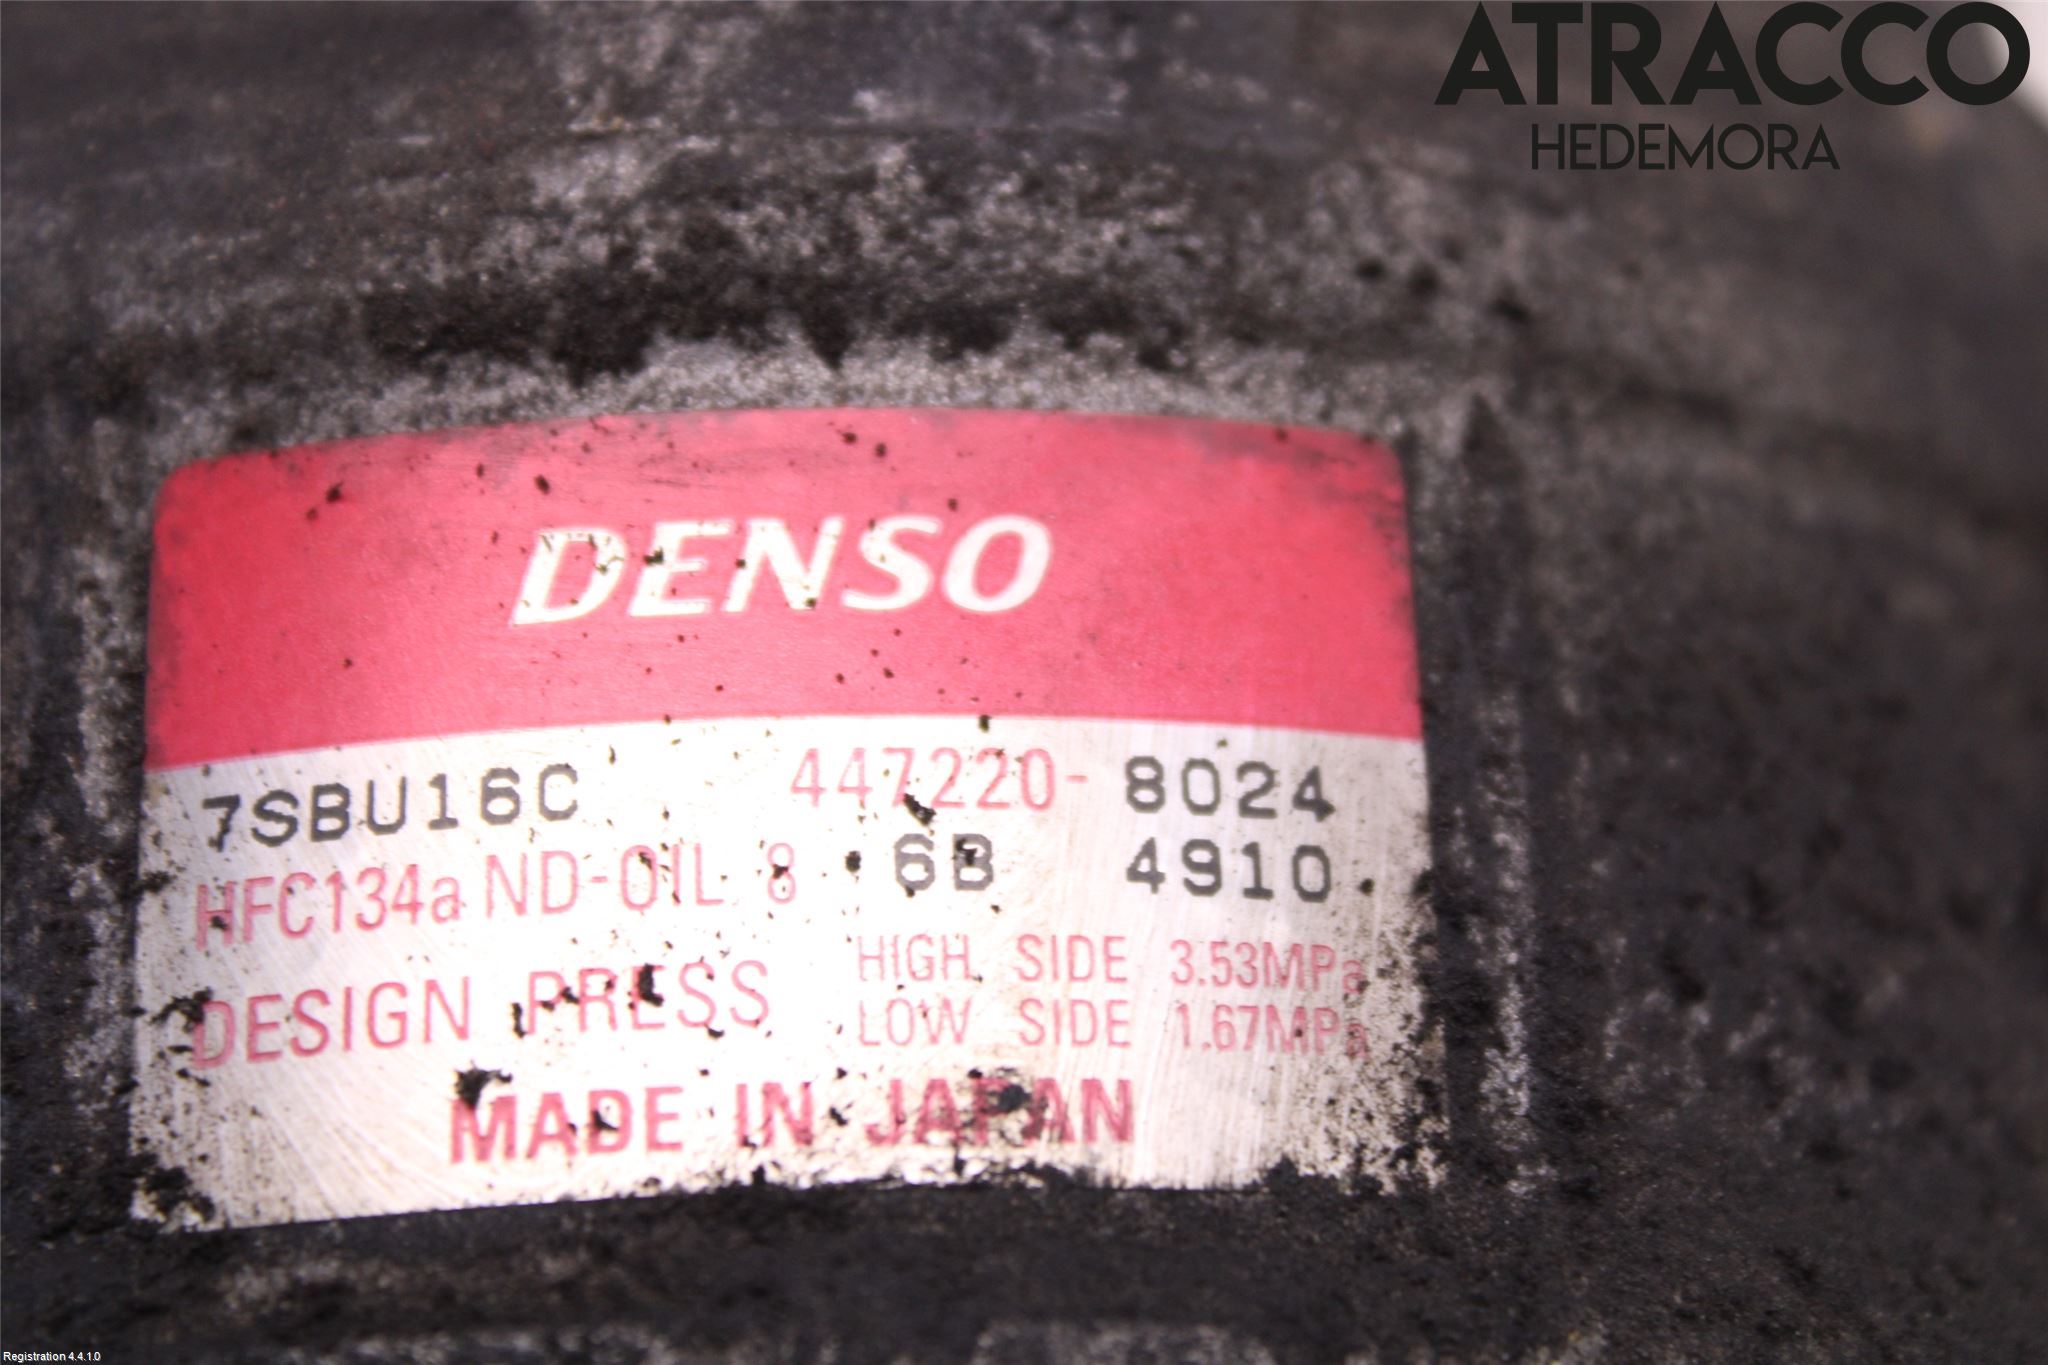 ATRACCO
HEDEMORA
DENSO
7SBU16C 447220-8024
HFC134a ND-OIL 8 6B 4910
DESIGN PRESS HIGH SIDE 3.53MPa
LOW SIDE 1.67MPa
MADE IN JAPAN
Registration 4.4.1.0